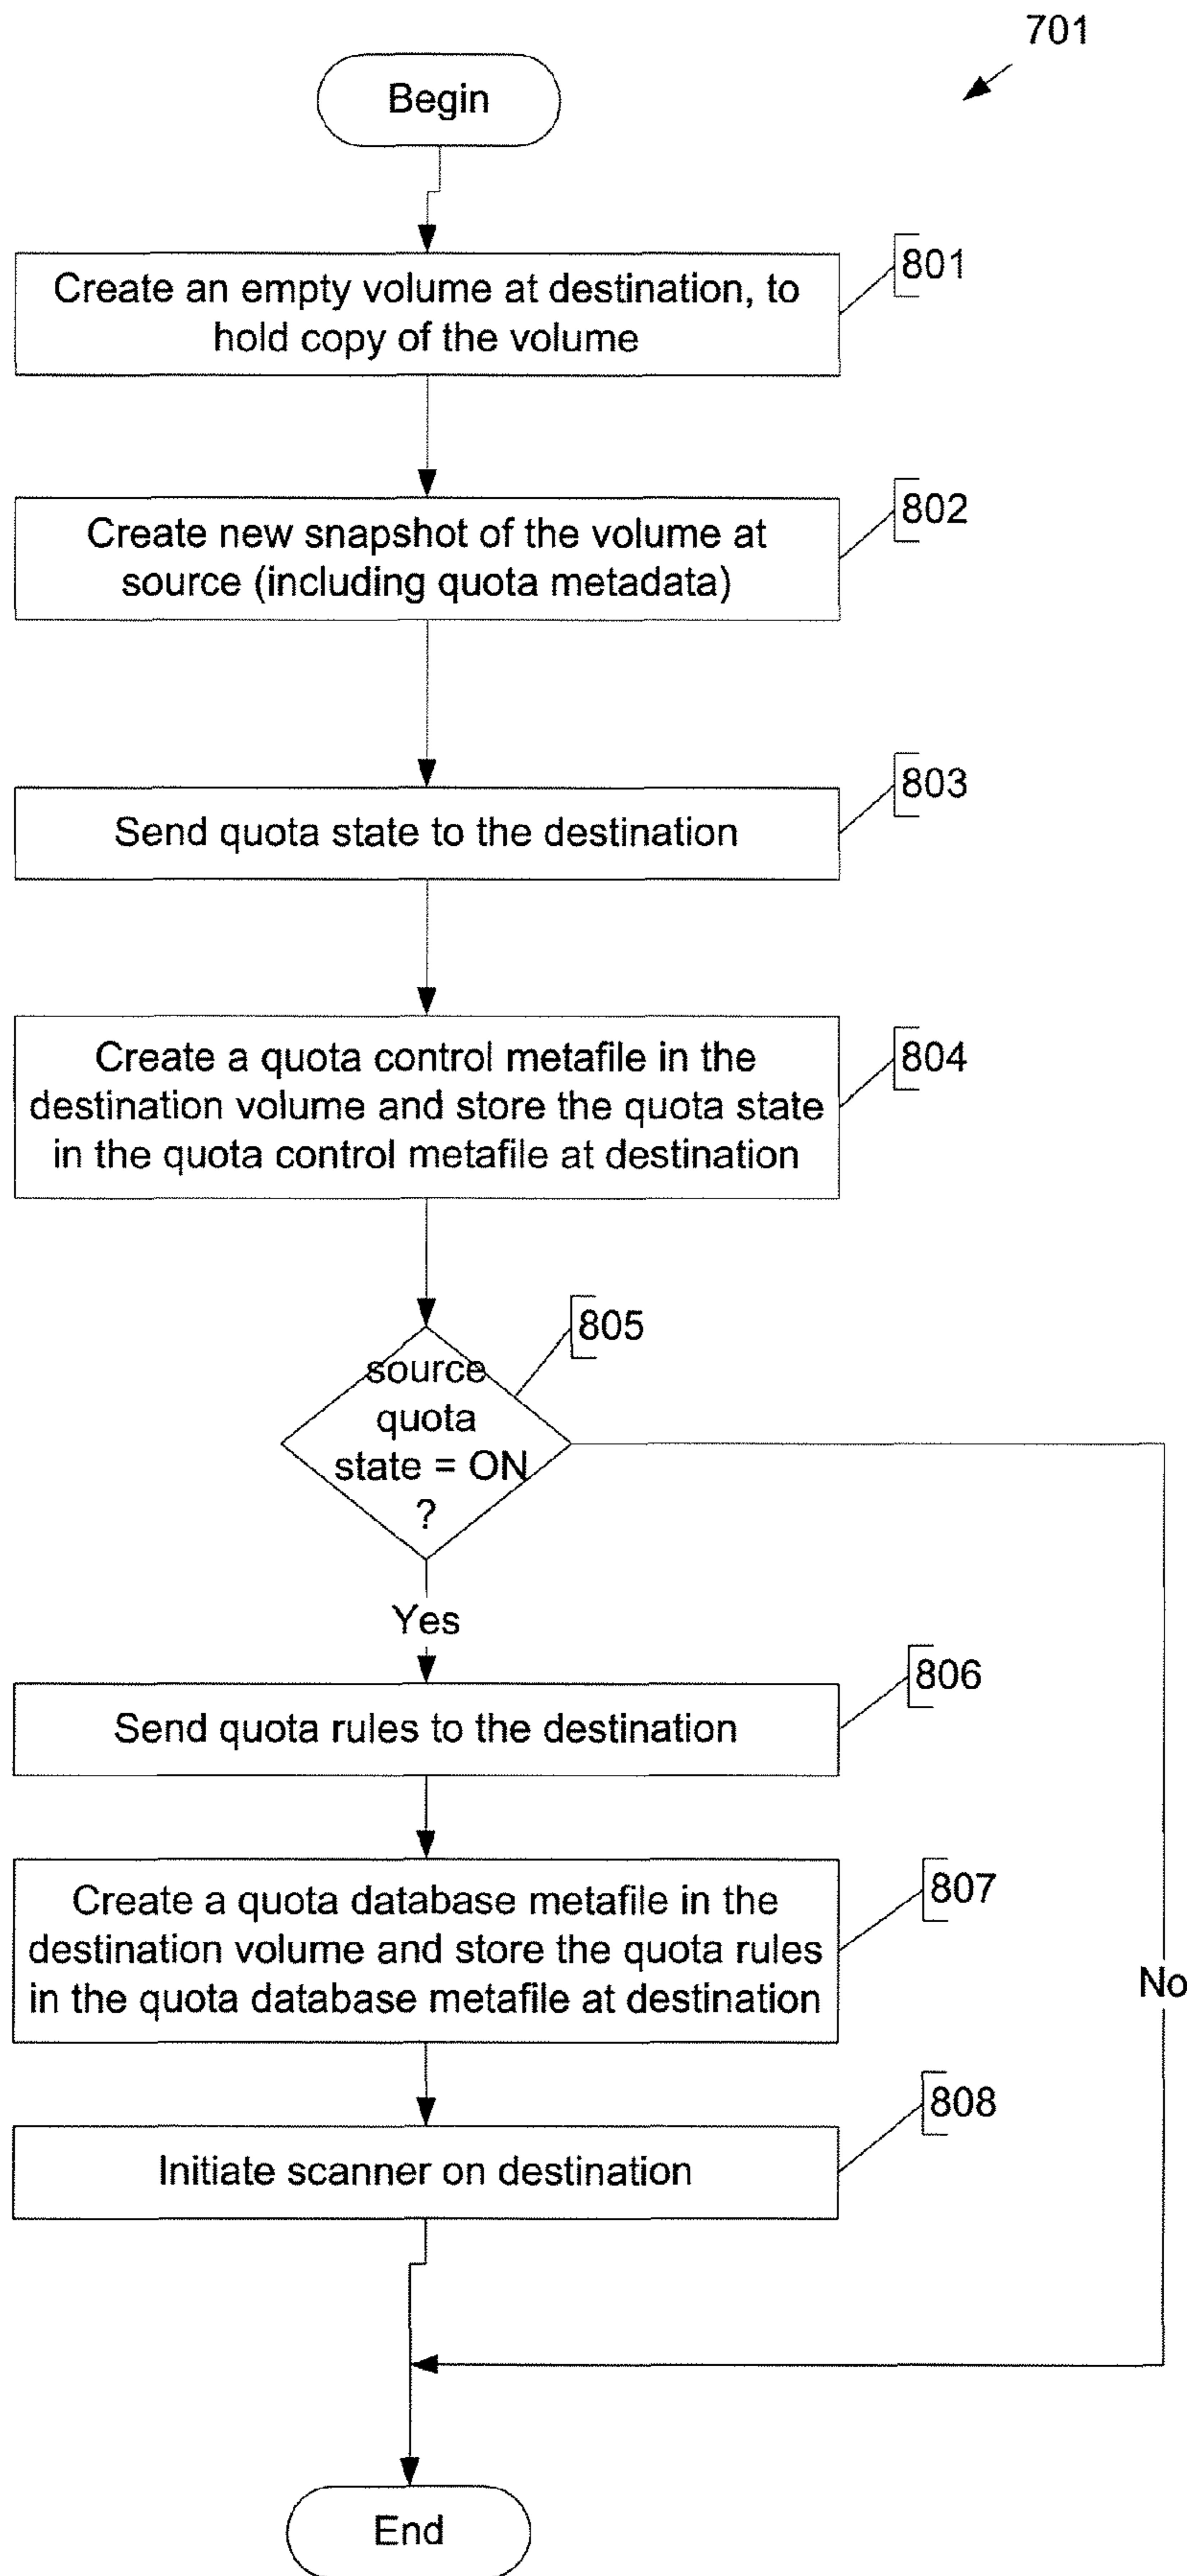 701
Begin
801
Create an empty volume at destination, to
hold copy of the volume
802
Create new snapshot of the volume at
source (including quota metadata)
803
Send quota state to the destination
804
Create a quota control metafile in the
destination volume and store the quota state
in the quota control metafile at destination
805
source
quota
state = ON
?
Yes
806
Send quota rules to the destination
807
Create a quota database metafile in the
destination volume and store the quota rules
in the quota database metafile at destination
No
808
Initiate scanner on destination
End